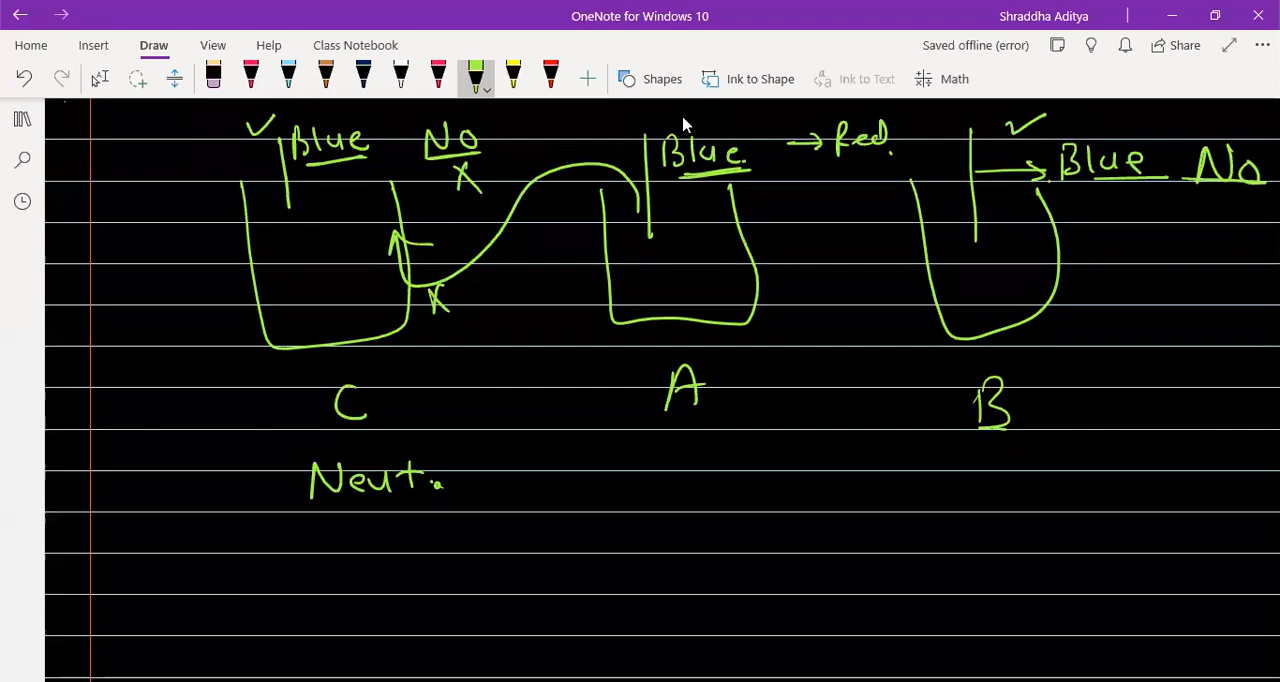 OneNote for Windows 10
Shraddha Aditya
Home Insert Draw View Help Class Notebook
Saved offline (error) Share
Shapes Ink to Shape Ink to Text Math
Blue No Blue → Red. → Blue No
C A B
Neut